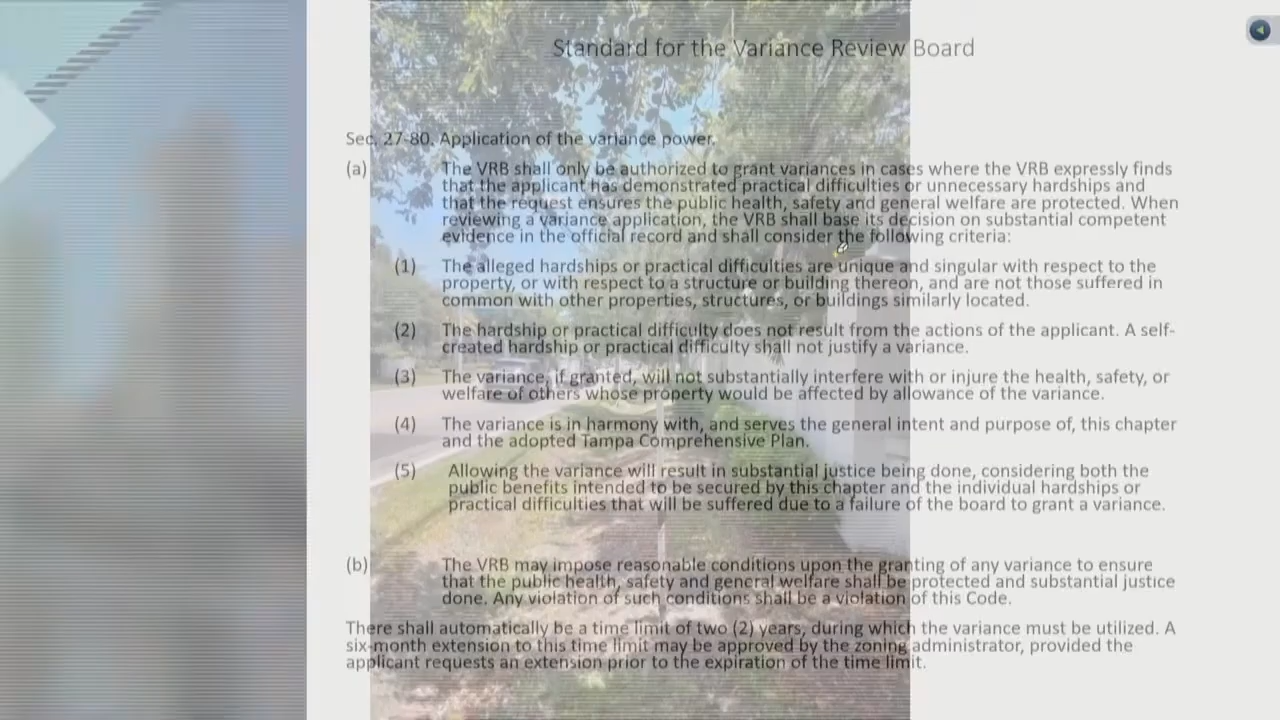 Standard for the Variance Review Board
Sec. 27-80. Application of the variance power.
(a) The VRB shall only be authorized to grant variances in cases where the VRB expressly finds
that the applicant has demonstrated practical difficulties or unnecessary hardships and
that the request ensures the public health, safety and general welfare are protected. When
reviewing a variance application, the VRB shall base its decision on substantial competent
evidence in the official record and shall consider the following criteria:
(1) The alleged hardships or practical difficulties are unique and singular with respect to the
property, or with respect to a structure or building thereon, and are not those suffered in
common with other properties, structures, or buildings similarly located.
(2) The hardship or practical difficulty does not result from the actions of the applicant. A self-
created hardship or practical difficulty shall not justify a variance.
(3) The variance, if granted, will not substantially interfere with or injure the health, safety, or
welfare of others whose property would be affected by allowance of the variance.
(4) The variance is in harmony with, and serves the general intent and purpose of, this chapter
and the adopted Tampa Comprehensive Plan.
(5) Allowing the variance will result in substantial justice being done, considering both the
public benefits intended to be secured by this chapter and the individual hardships or
practical difficulties that will be suffered due to a failure of the board to grant a variance.
(b) The VRB may impose reasonable conditions upon the granting of any variance to ensure
that the public health, safety and general welfare shall be protected and substantial justice
done. Any violation of such conditions shall be a violation of this Code.
There shall automatically be a time limit of two (2) years, during which the variance must be utilized. A
six-month extension to this time limit may be approved by the zoning administrator, provided the
applicant requests an extension prior to the expiration of the time limit.